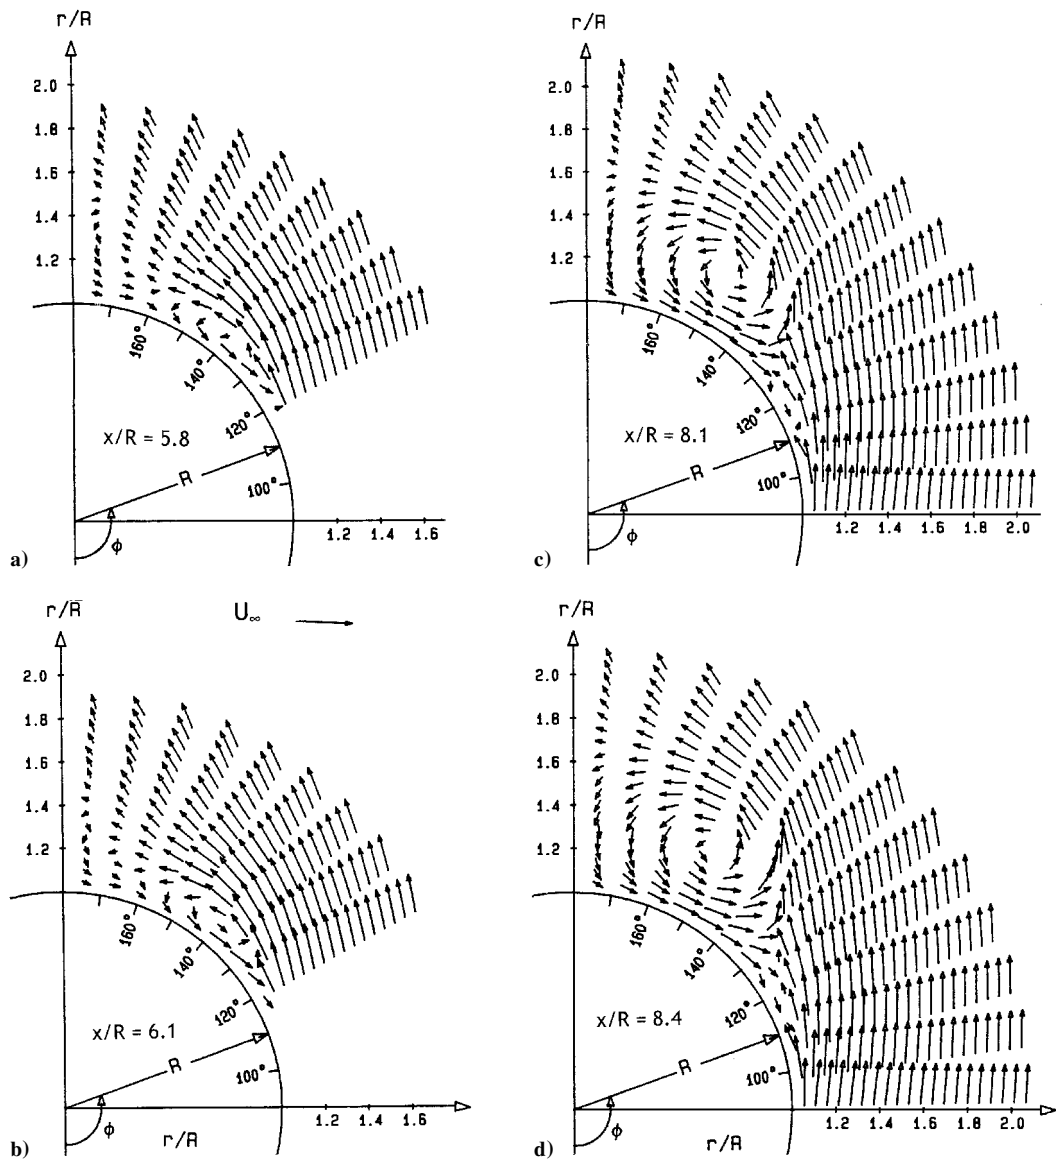 r/R
2.0
1.8
1.6
1.4
1.2
160°
140°
120°
100°
x/R = 5.8
R
ϕ
1.2 1.4 1.6
a)
r/R
2.0
1.8
1.6
1.4
1.2
160°
140°
120°
100°
x/R = 8.1
R
ϕ
1.2 1.4 1.6 1.8 2.0
c)
r/R
U∞
2.0
1.8
1.6
1.4
1.2
160°
140°
120°
100°
x/R = 6.1
R
ϕ
1.2 1.4 1.6
r/R
b)
r/R
2.0
1.8
1.6
1.4
1.2
160°
140°
120°
100°
x/R = 8.4
R
ϕ
1.2 1.4 1.6 1.8 2.0
r/R
d)